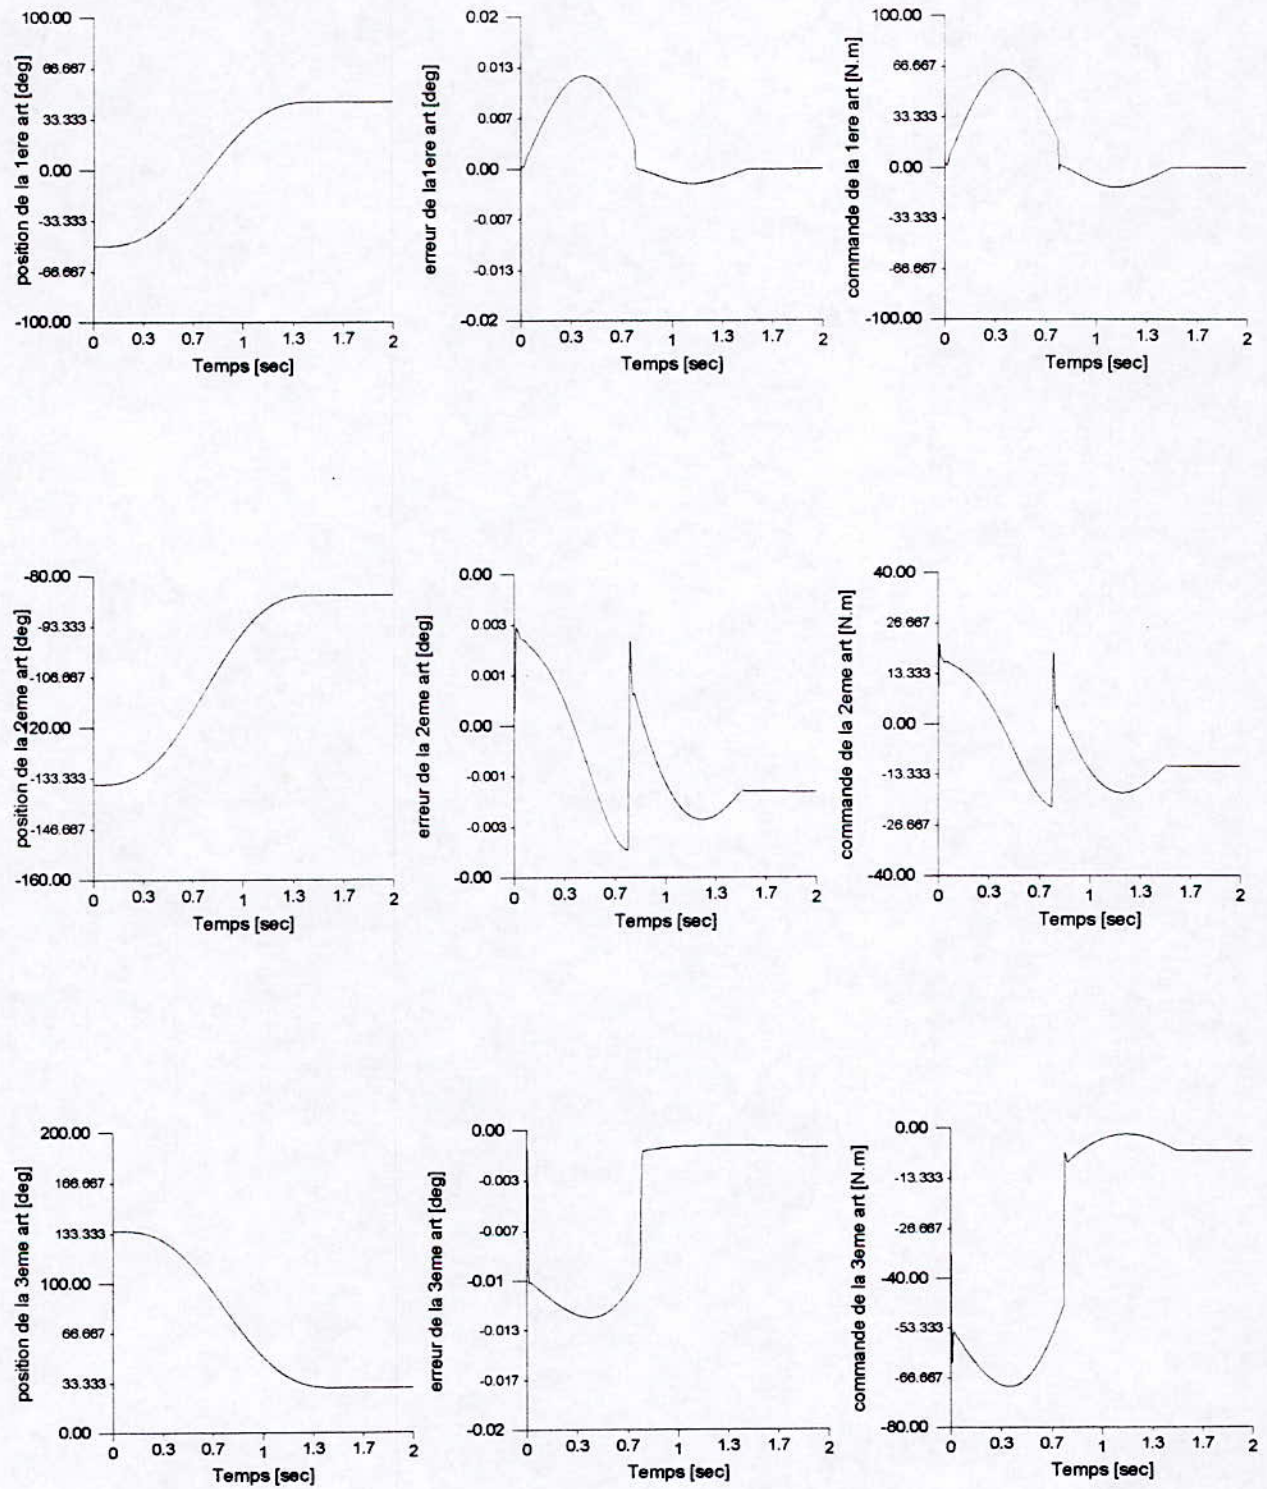 position de la 1ere art [deg]
100.00
66.667
33.333
0.00
-33.333
-66.667
-100.00
0 0.3 0.7 1 1.3 1.7 2
Temps [sec]
erreur de la1ere art [deg]
0.02
0.013
0.007
0.00
-0.007
-0.013
-0.02
0 0.3 0.7 1 1.3 1.7 2
Temps [sec]
commande de la 1ere art [N.m]
100.00
66.667
33.333
0.00
-33.333
-66.667
-100.00
0 0.3 0.7 1 1.3 1.7 2
Temps [sec]
position de la 2eme art [deg]
-80.00
-93.333
-106.667
-120.00
-133.333
-146.667
-160.00
0 0.3 0.7 1 1.3 1.7 2
Temps [sec]
erreur de la 2eme art [deg]
0.00
0.003
0.001
0.00
-0.001
-0.003
-0.00
0 0.3 0.7 1 1.3 1.7 2
Temps [sec]
commande de la 2eme art [N.m]
40.00
26.667
13.333
0.00
-13.333
-26.667
-40.00
0 0.3 0.7 1 1.3 1.7 2
Temps [sec]
position de la 3eme art [deg]
200.00
166.667
133.333
100.00
66.667
33.333
0.00
0 0.3 0.7 1 1.3 1.7 2
Temps [sec]
erreur de la 3eme art [deg]
0.00
-0.003
-0.007
-0.01
-0.013
-0.017
-0.02
0 0.3 0.7 1 1.3 1.7 2
Temps [sec]
commande de la 3eme art [N.m]
0.00
-13.333
-26.667
-40.00
-53.333
-66.667
-80.00
0 0.3 0.7 1 1.3 1.7 2
Temps [sec]